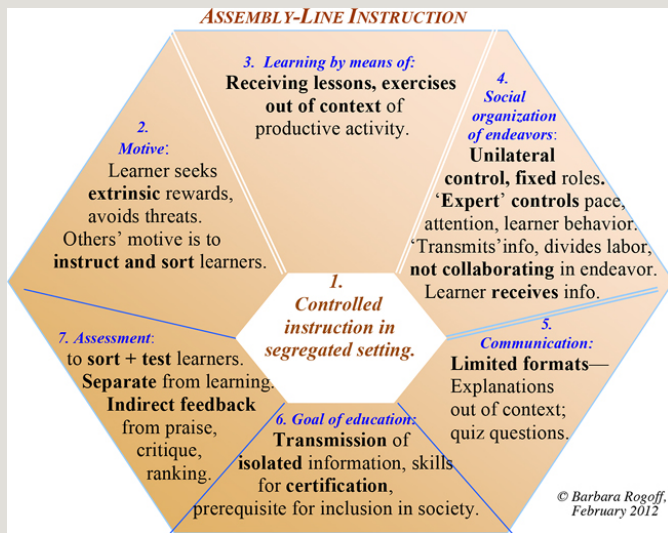 ASSEMBLY-LINE INSTRUCTION
1.
Controlled
instruction in
segregated setting.
2.
Motive:
Learner seeks
extrinsic rewards,
avoids threats.
Others’ motive is to
instruct and sort learners.
3. Learning by means of:
Receiving lessons, exercises
out of context of
productive activity.
4.
Social
organization
of endeavors:
Unilateral
control, fixed roles.
‘Expert’ controls pace,
attention, learner behavior.
‘Transmits’info, divides labor,
not collaborating in endeavor.
Learner receives info.
5.
Communication:
Limited formats—
Explanations
out of context;
quiz questions.
6. Goal of education:
Transmission of
isolated information, skills
for certification,
prerequisite for inclusion in society.
7. Assessment:
to sort + test learners.
Separate from learning.
Indirect feedback
from praise,
critique,
ranking.
© Barbara Rogoff,
February 2012